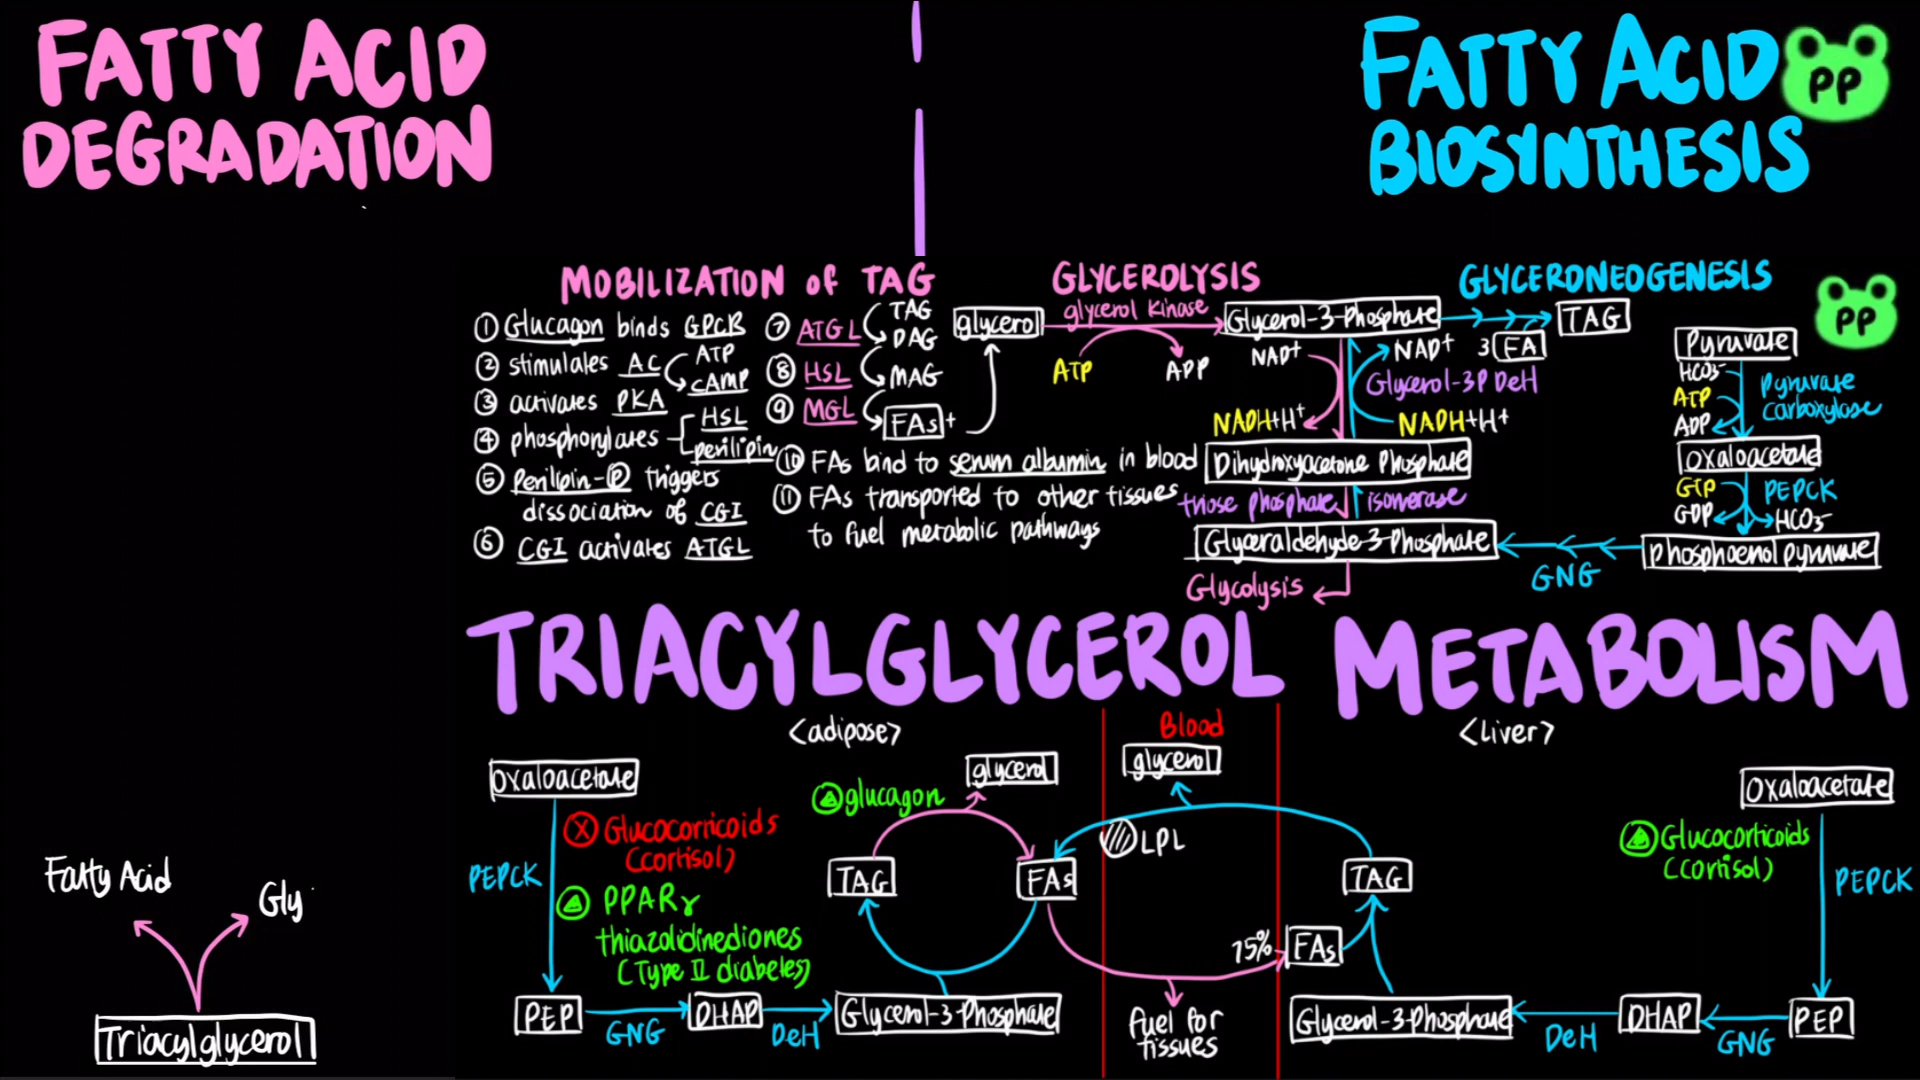 FATTY ACID
DEGRADATION
FATTY ACID
BIOSYNTHESIS
PP
MOBILIZATION of TAG
① Glucagon binds GPCR
② stimulates AC
ATP
cAMP
③ activates PKA
④ phosphorylates
HSL
perilipin
⑤ Perilipin-Ⓟ triggers
dissociation of CGI
⑥ CGI activates ATGL
⑦ ATGL
TAG
DAG
⑧ HSL
MAG
⑨ MGL
FAs +
⑩ FAs bind to serum albumin in blood
⑪ FAs transported to other tissues
to fuel metabolic pathways
GLYCEROLYSIS
glycerol
glycerol kinase
ATP
ADP
Glycerol-3-Phosphate
NAD+
NADH+H+
NAD+
Glycerol-3P DeH
NADH+H+
Dihydroxyacetone Phosphate
triose phosphate isomerase
Glyceraldehyde-3-Phosphate
Glycolysis
GLYCERONEOGENESIS
PP
TAG
3 FA
Pyruvate
HCO3-
ATP
ADP
Pyruvate
carboxylase
Oxaloacetate
GTP
GDP
PEPCK
HCO3-
Phosphoenol pyruvate
GNG
TRIACYLGLYCEROL METABOLISM
<adipose>
Blood
<liver>
Oxaloacetate
PEPCK
Glucocorticoids
(cortisol)
PPARγ
thiazolidinediones
(Type II diabetes)
PEP
GNG
DHAP
DeH
Glycerol-3-Phosphate
glucagon
glycerol
TAG
FAs
glycerol
LPL
75%
fuel for
tissues
TAG
FAs
Glycerol-3-Phosphate
DeH
DHAP
GNG
PEP
Oxaloacetate
Glucocorticoids
(cortisol)
PEPCK
Fatty Acid
Gly
Triacylglycerol